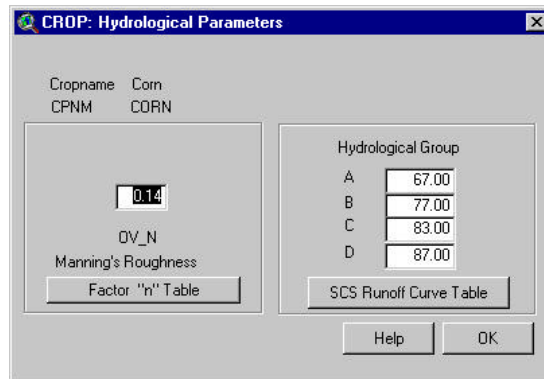 CROP: Hydrological Parameters
Cropname Corn
CPNM CORN
0.14
OV_N
Manning's Roughness
Factor "n" Table
Hydrological Group
A 67.00
B 77.00
C 83.00
D 87.00
SCS Runoff Curve Table
Help OK